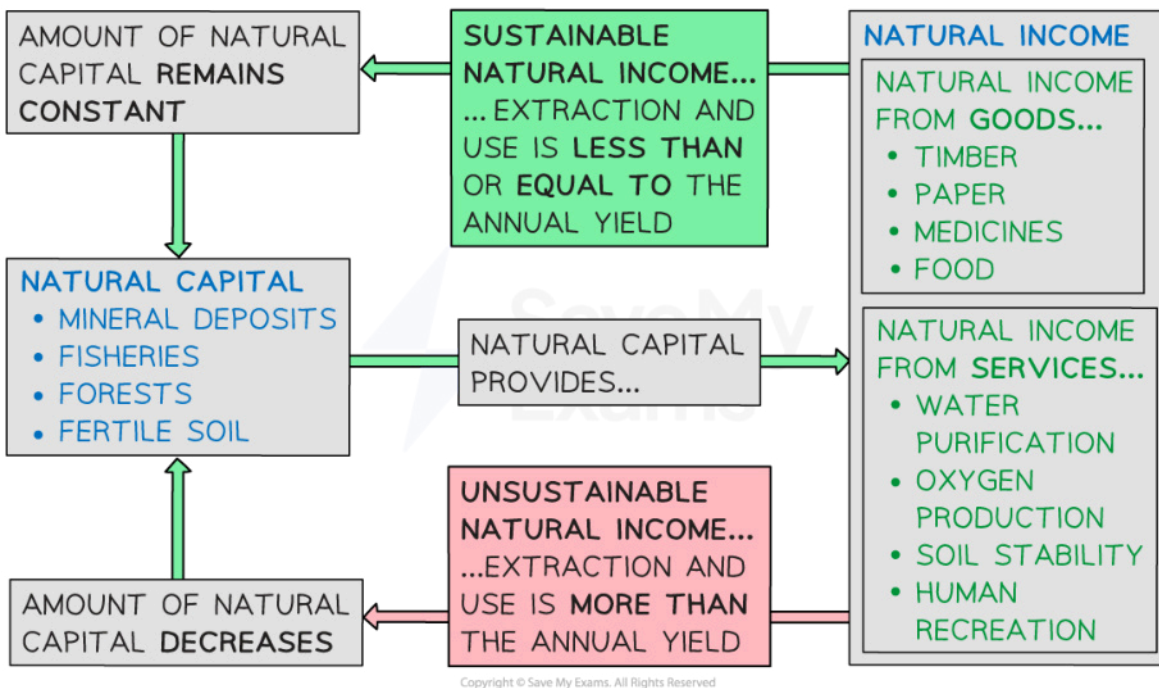 AMOUNT OF NATURAL
CAPITAL REMAINS
CONSTANT
SUSTAINABLE
NATURAL INCOME...
... EXTRACTION AND
USE IS LESS THAN
OR EQUAL TO THE
ANNUAL YIELD
NATURAL INCOME
NATURAL INCOME
FROM GOODS...
• TIMBER
• PAPER
• MEDICINES
• FOOD
NATURAL CAPITAL
• MINERAL DEPOSITS
• FISHERIES
• FORESTS
• FERTILE SOIL
SaveMy
Exams
NATURAL CAPITAL
PROVIDES...
NATURAL INCOME
FROM SERVICES...
• WATER
PURIFICATION
• OXYGEN
PRODUCTION
• SOIL STABILITY
• HUMAN
RECREATION
AMOUNT OF NATURAL
CAPITAL DECREASES
UNSUSTAINABLE
NATURAL INCOME...
...EXTRACTION AND
USE IS MORE THAN
THE ANNUAL YIELD
Copyright © Save My Exams. All Rights Reserved